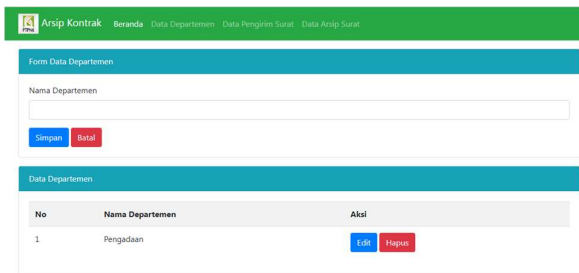 Arsip Kontrak Beranda Data Departemen Data Pengirim Surat Data Arsip Surat
Form Data Departemen
Nama Departemen
Simpan Batal
Data Departemen
No Nama Departemen Aksi
1 Pengadaan Edit Hapus